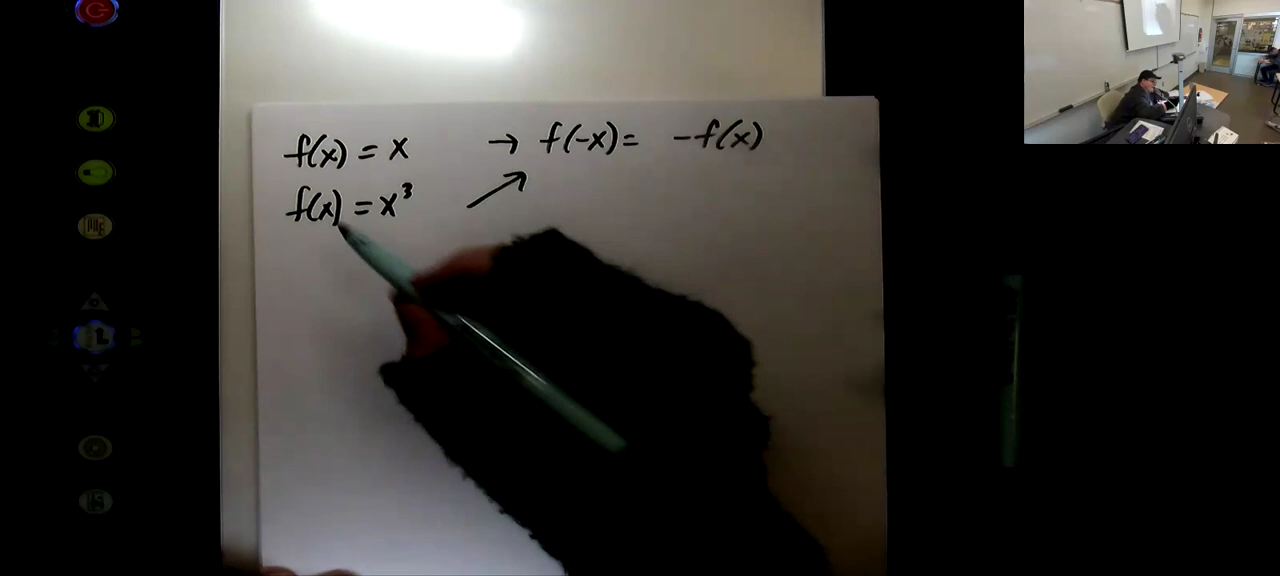 f(x) = x → f(-x) = -f(x)
f(x) = x³ ↗